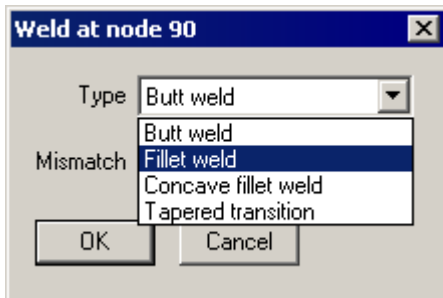 Weld at node 90
Type Butt weld
Butt weld
Fillet weld
Mismatch
Concave fillet weld
Tapered transition
OK Cancel